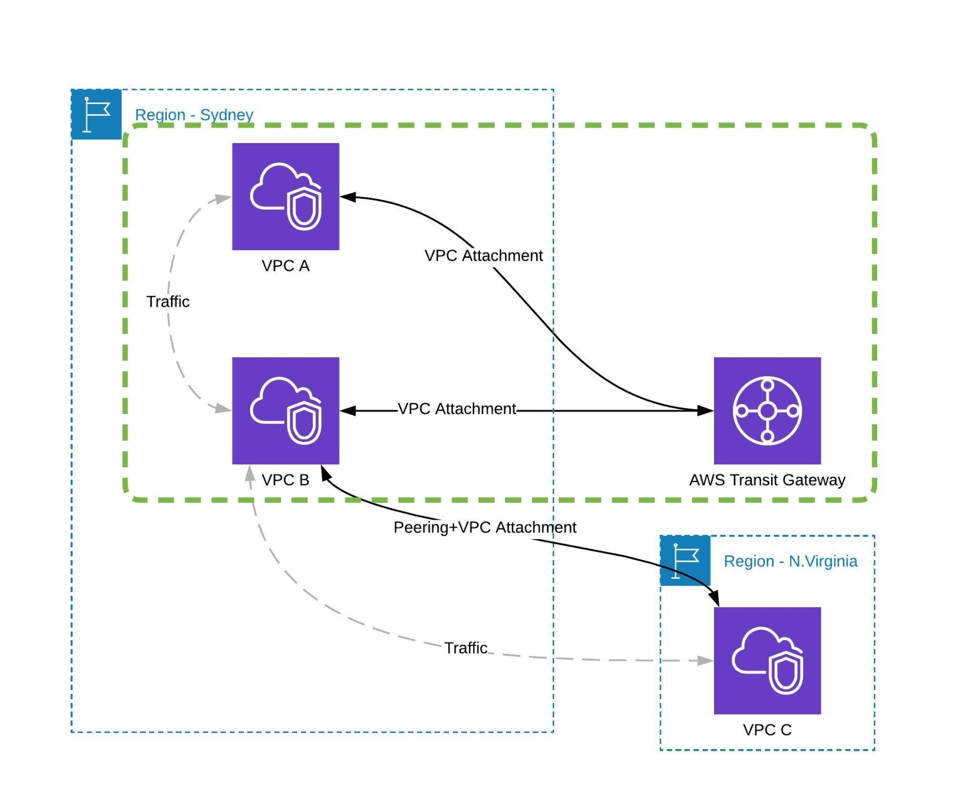 Region - Sydney
VPC A
VPC Attachment
Traffic
VPC Attachment
VPC B
AWS Transit Gateway
Peering+VPC Attachment
Region - N.Virginia
Traffic
VPC C